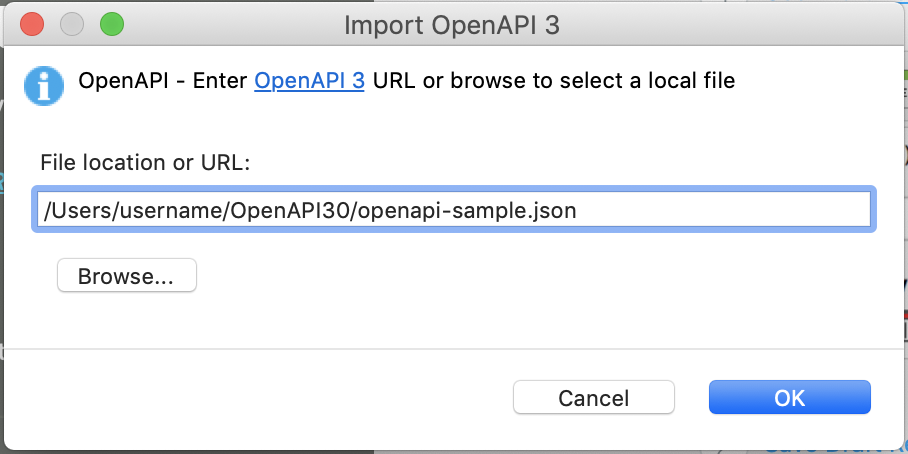 Import OpenAPI 3
OpenAPI - Enter OpenAPI 3 URL or browse to select a local file
File location or URL:
/Users/username/OpenAPI30/openapi-sample.json
Browse...
Cancel
OK